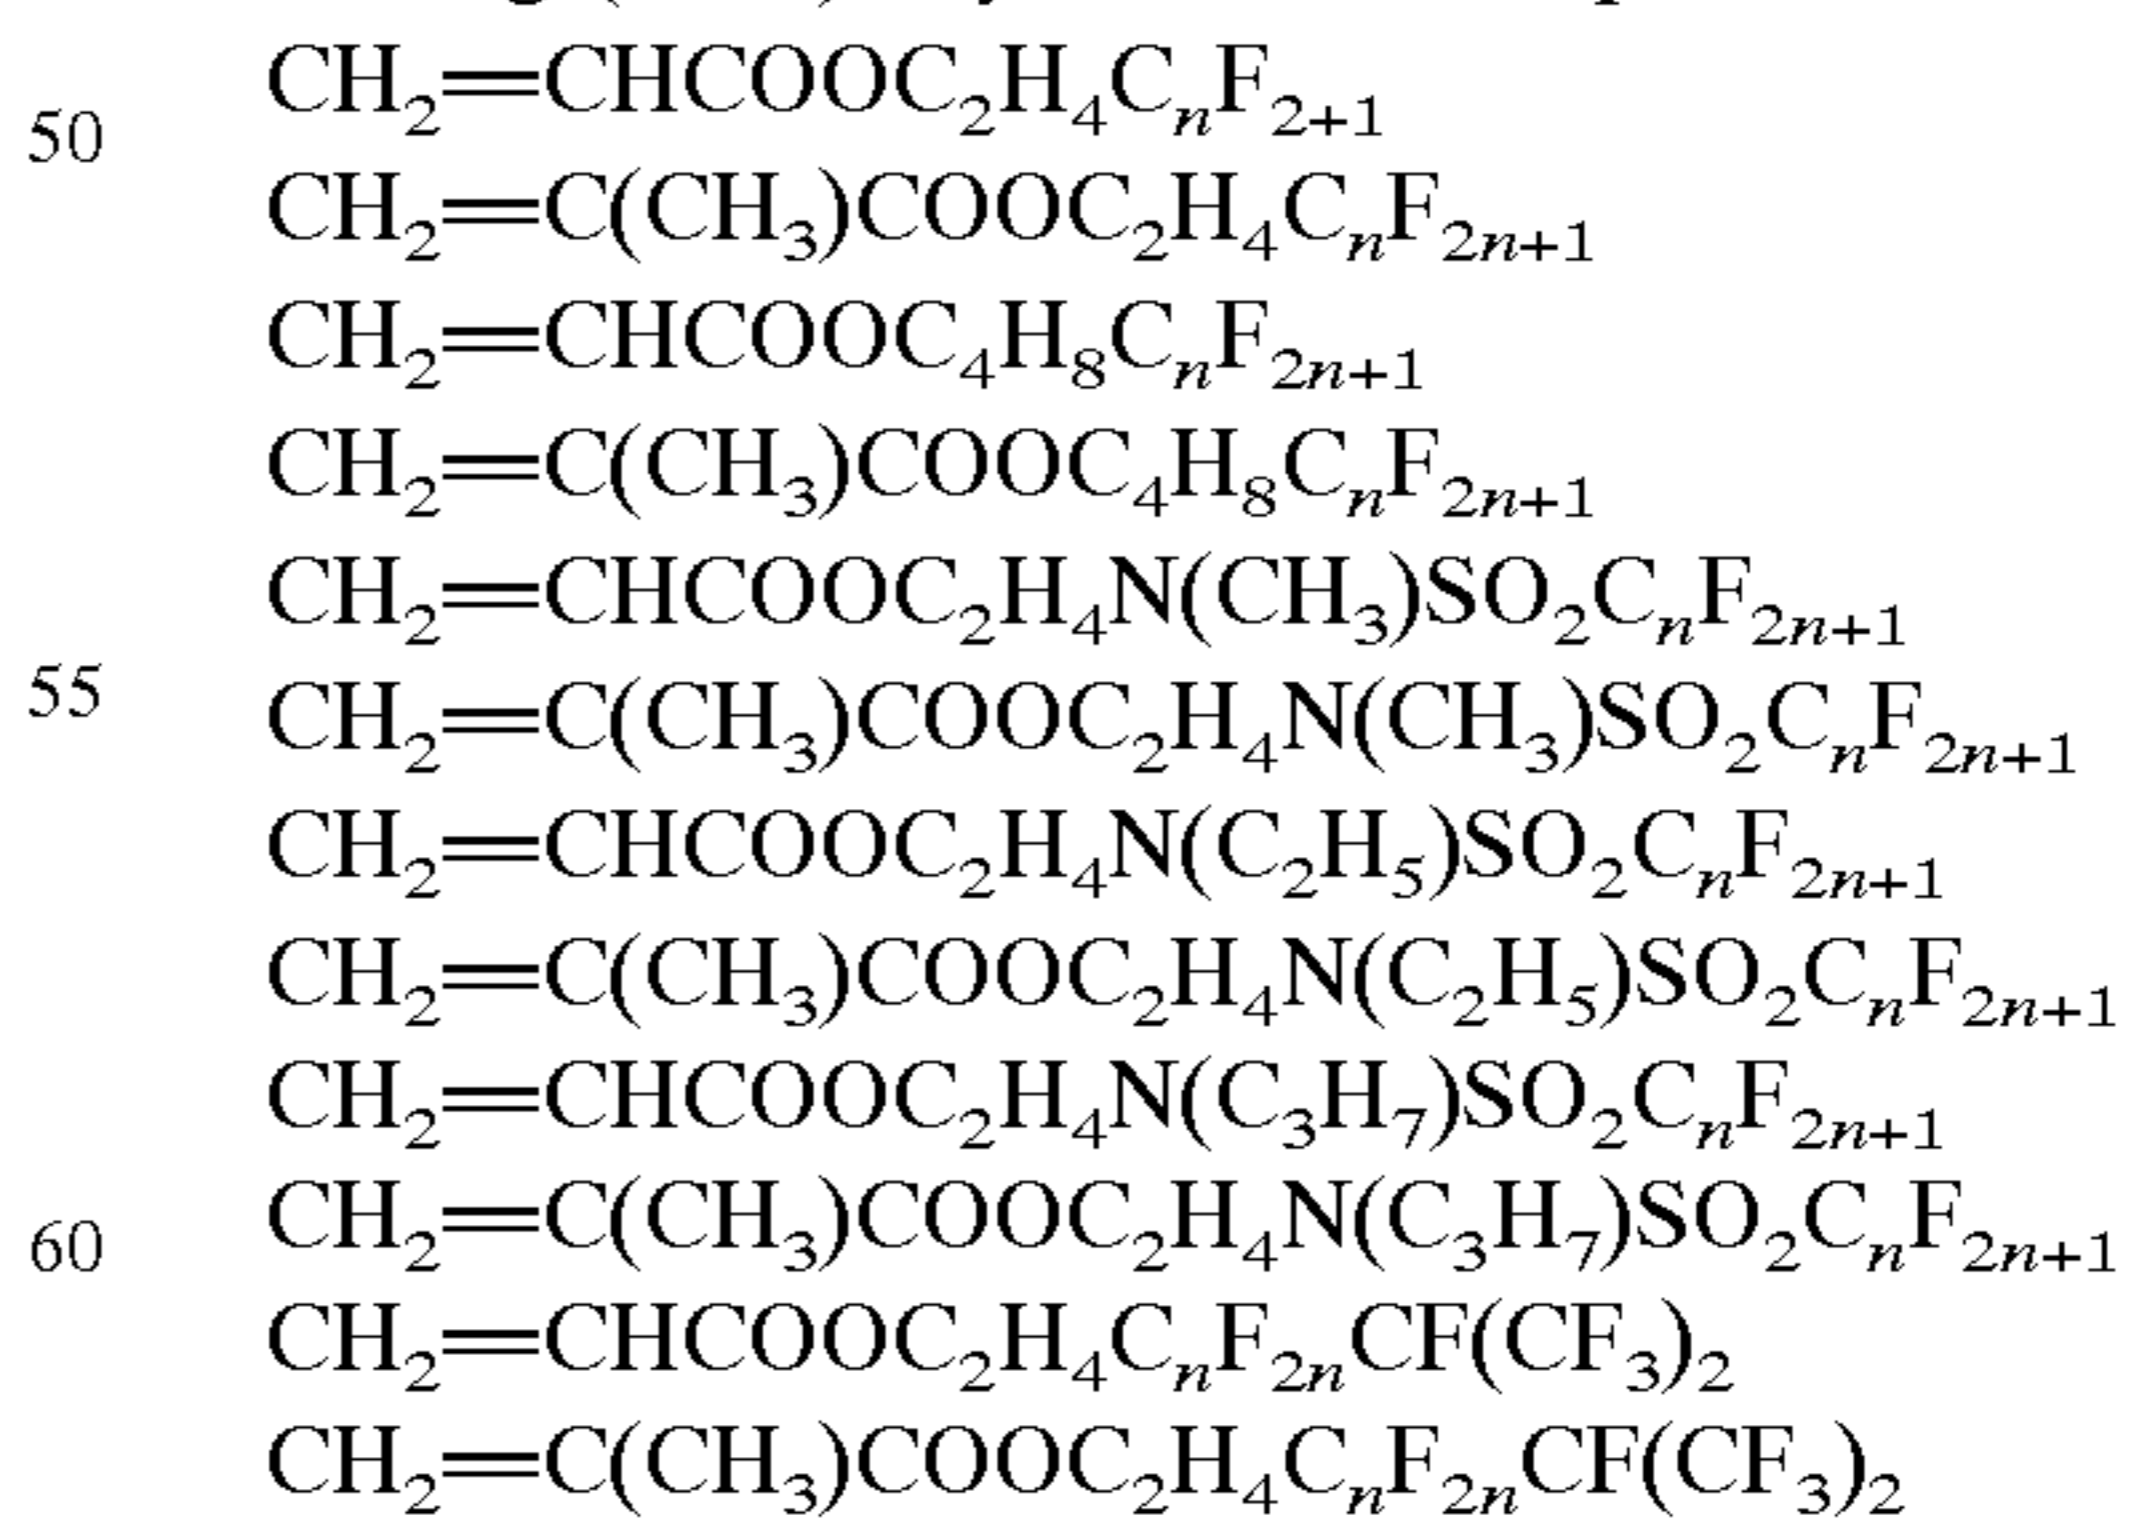 CH₂=CHCOOC₂H₄CₙF₂₊₁
50
CH₂=C(CH₃)COOC₂H₄CₙF₂ₙ₊₁
CH₂=CHCOOC₄H₈CₙF₂ₙ₊₁
CH₂=C(CH₃)COOC₄H₈CₙF₂ₙ₊₁
CH₂=CHCOOC₂H₄N(CH₃)SO₂CₙF₂ₙ₊₁
55
CH₂=C(CH₃)COOC₂H₄N(CH₃)SO₂CₙF₂ₙ₊₁
CH₂=CHCOOC₂H₄N(C₂H₅)SO₂CₙF₂ₙ₊₁
CH₂=C(CH₃)COOC₂H₄N(C₂H₅)SO₂CₙF₂ₙ₊₁
CH₂=CHCOOC₂H₄N(C₃H₇)SO₂CₙF₂ₙ₊₁
CH₂=C(CH₃)COOC₂H₄N(C₃H₇)SO₂CₙF₂ₙ₊₁
60
CH₂=CHCOOC₂H₄CₙF₂ₙCF(CF₃)₂
CH₂=C(CH₃)COOC₂H₄CₙF₂ₙCF(CF₃)₂